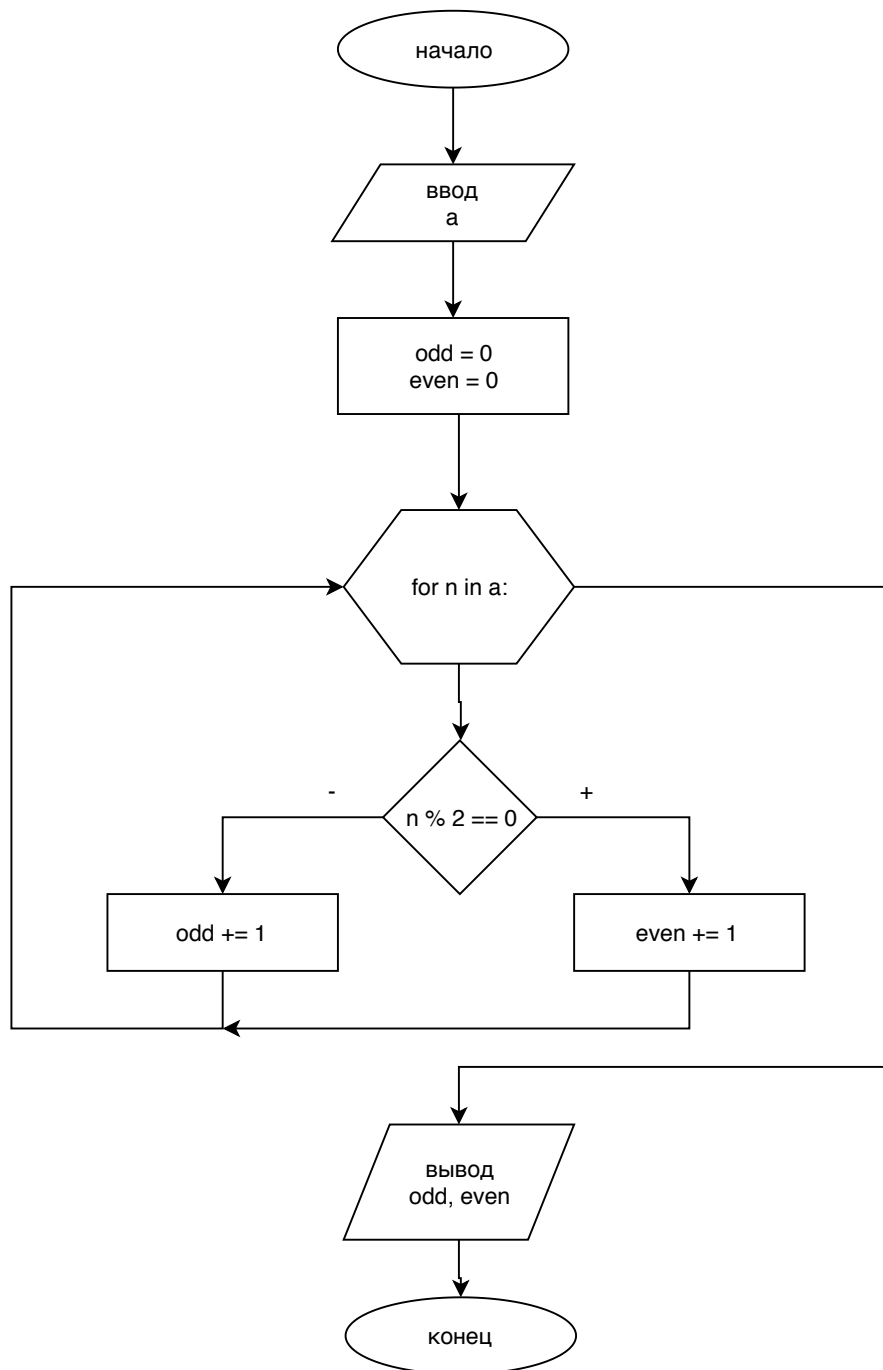 начало
ввод
a
odd = 0
even = 0
for n in a:
n % 2 == 0
-
+
odd += 1
even += 1
вывод
odd, even
конец